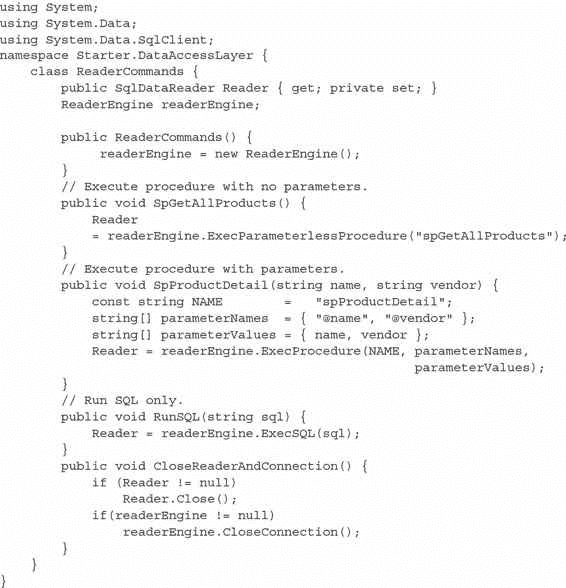 using System;
using System.Data;
using System.Data.SqlClient;
namespace Starter.DataAccessLayer {
    class ReaderCommands {
        public SqlDataReader Reader { get; private set; }
        ReaderEngine readerEngine;

        public ReaderCommands() {
             readerEngine = new ReaderEngine();
        }
        // Execute procedure with no parameters.
        public void SpGetAllProducts() {
            Reader
            = readerEngine.ExecParameterlessProcedure("spGetAllProducts");
        }
        // Execute procedure with parameters.
        public void SpProductDetail(string name, string vendor) {
            const string NAME        =   "spProductDetail";
            string[] parameterNames  = { "@name", "@vendor" };
            string[] parameterValues = { name, vendor };
            Reader = readerEngine.ExecProcedure(NAME, parameterNames,
                                                      parameterValues);
        }
        // Run SQL only.
        public void RunSQL(string sql) {
            Reader = readerEngine.ExecSQL(sql);
        }
        public void CloseReaderAndConnection() {
            if (Reader != null)
                Reader.Close();
            if(readerEngine != null)
                readerEngine.CloseConnection();
        }
    }
}